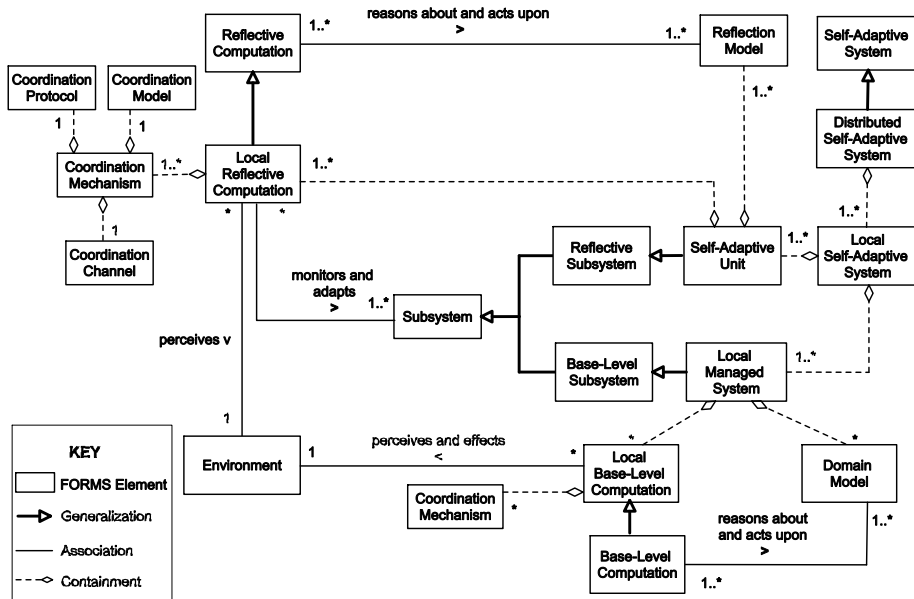 reasons about and acts upon
>
1..*
1..*
Reflective
Computation
Reflection
Model
Self-Adaptive
System
Coordination
Protocol
Coordination
Model
1..*
1
1
Distributed
Self-Adaptive
System
Coordination
Mechanism
1..*
Local
Reflective
Computation
1..*
*
*
1..*
1
Coordination
Channel
Reflective
Subsystem
Self-Adaptive
Unit
1..*
Local
Self-Adaptive
System
monitors and
adapts
>
1..*
Subsystem
perceives v
Base-Level
Subsystem
Local
Managed
System
1..*
1
perceives and effects
<
1
*
*
*
Environment
Local
Base-Level
Computation
Domain
Model
Coordination
Mechanism
*
reasons about
and acts upon
>
1..*
Base-Level
Computation
1..*
KEY
FORMS Element
Generalization
Association
Containment